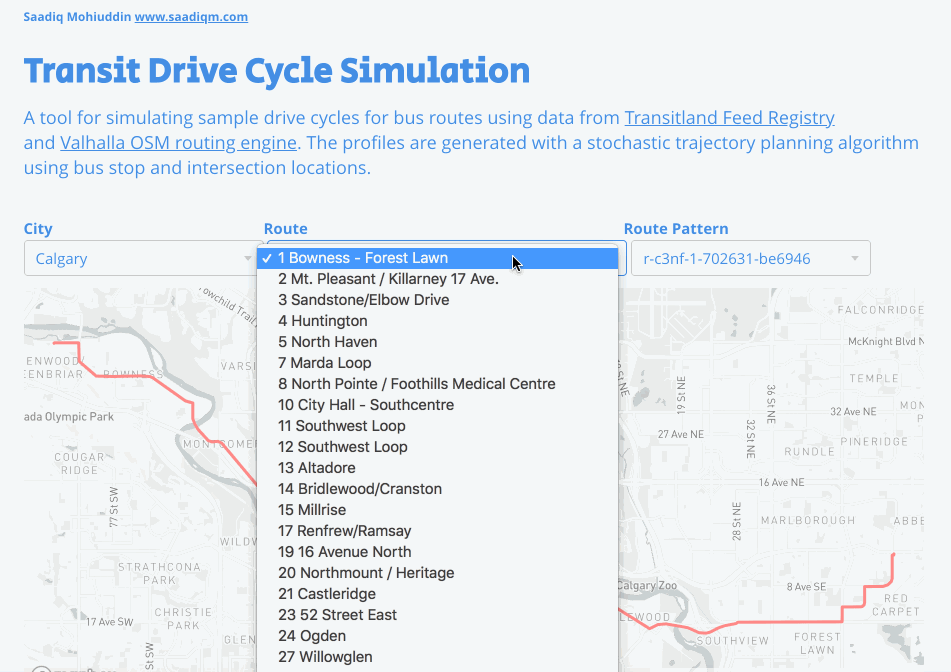 Saadiq Mohiuddin www.saadiqm.com
Transit Drive Cycle Simulation
A tool for simulating sample drive cycles for bus routes using data from Transitland Feed Registry
and Valhalla OSM routing engine. The profiles are generated with a stochastic trajectory planning algorithm
using bus stop and intersection locations.
City
Route
Route Pattern
Calgary
r-c3nf-1-702631-be6946
✓ 1 Bowness - Forest Lawn
2 Mt. Pleasant / Killarney 17 Ave.
3 Sandstone/Elbow Drive
4 Huntington
5 North Haven
7 Marda Loop
8 North Pointe / Foothills Medical Centre
10 City Hall - Southcentre
11 Southwest Loop
12 Southwest Loop
13 Altadore
14 Bridlewood/Cranston
15 Millrise
17 Renfrew/Ramsay
19 16 Avenue North
20 Northmount / Heritage
21 Castleridge
23 52 Street East
24 Ogden
27 Willowglen
owchild Trail
ENWOOD/
ENBRIAR
BOWNESS
VARSI
ada Olympic Park
MONTGOME
COUGAR
RIDGE
77 St SW
WILDW
STRATHCONA
PARK
CHRISTIE
PARK
17 Ave SW
GLEN
St SW
St NE
FALCONRIDGE
McKnight Blvd N
TEMPLE
19 St NE
36 St NE
32 Ave NE
MON
27 Ave NE
32 St NE
PINERIDGE
RUNDLE
16 Ave NE
28 St NE
MARLBOROUGH
ABBE
Calgary Zoo
8 Ave SE
RED
CARPET
LEWOOD
SOUTHVIEW
FOREST
LAWN